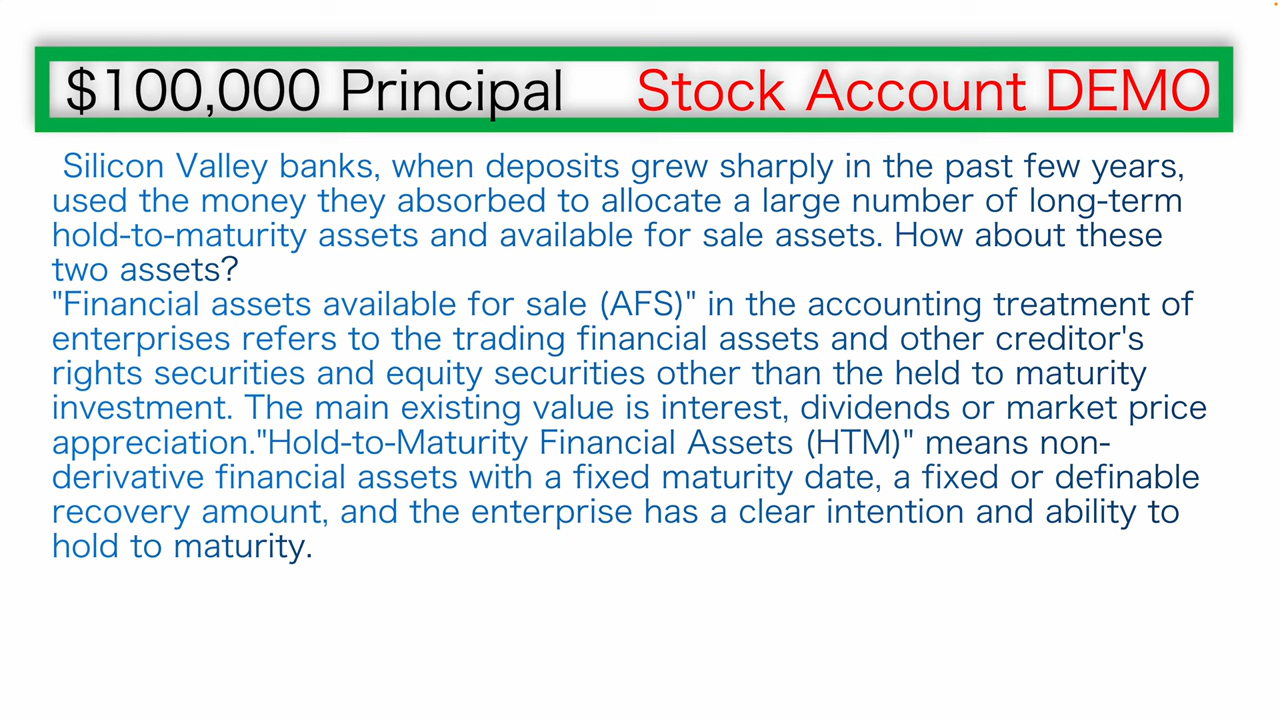 $100,000 Principal Stock Account DEMO
Silicon Valley banks, when deposits grew sharply in the past few years,
used the money they absorbed to allocate a large number of long-term
hold-to-maturity assets and available for sale assets. How about these
two assets?
"Financial assets available for sale (AFS)" in the accounting treatment of
enterprises refers to the trading financial assets and other creditor's
rights securities and equity securities other than the held to maturity
investment. The main existing value is interest, dividends or market price
appreciation."Hold-to-Maturity Financial Assets (HTM)" means non-
derivative financial assets with a fixed maturity date, a fixed or definable
recovery amount, and the enterprise has a clear intention and ability to
hold to maturity.